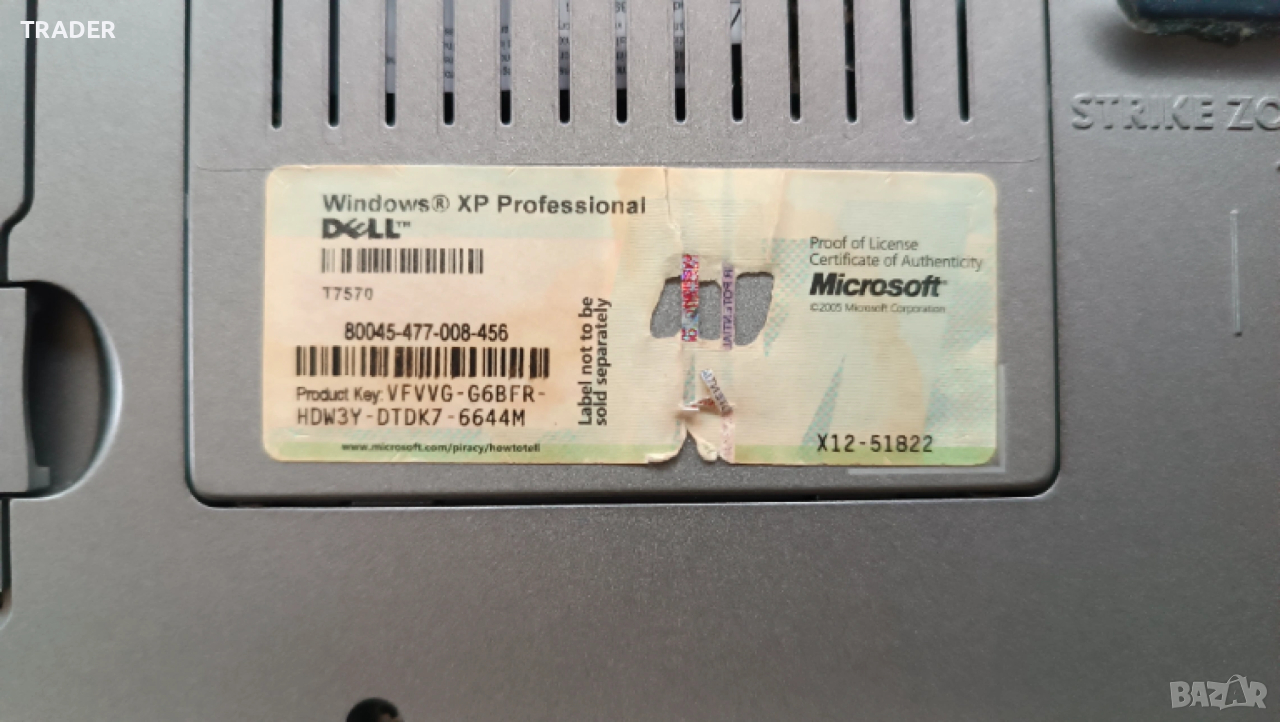 TRADER
STRIKE ZO
Windows® XP Professional
DELL™
T7570
80045-477-008-456
Product Key: VFVVG-G6BFR-
HDW3Y-DTDK7-6644M
www.microsoft.com/piracy/howtotell
Label not to be
sold separately
Proof of License
Certificate of Authenticity
Microsoft®
©2005 Microsoft Corporation
X12-51822
BAZAR